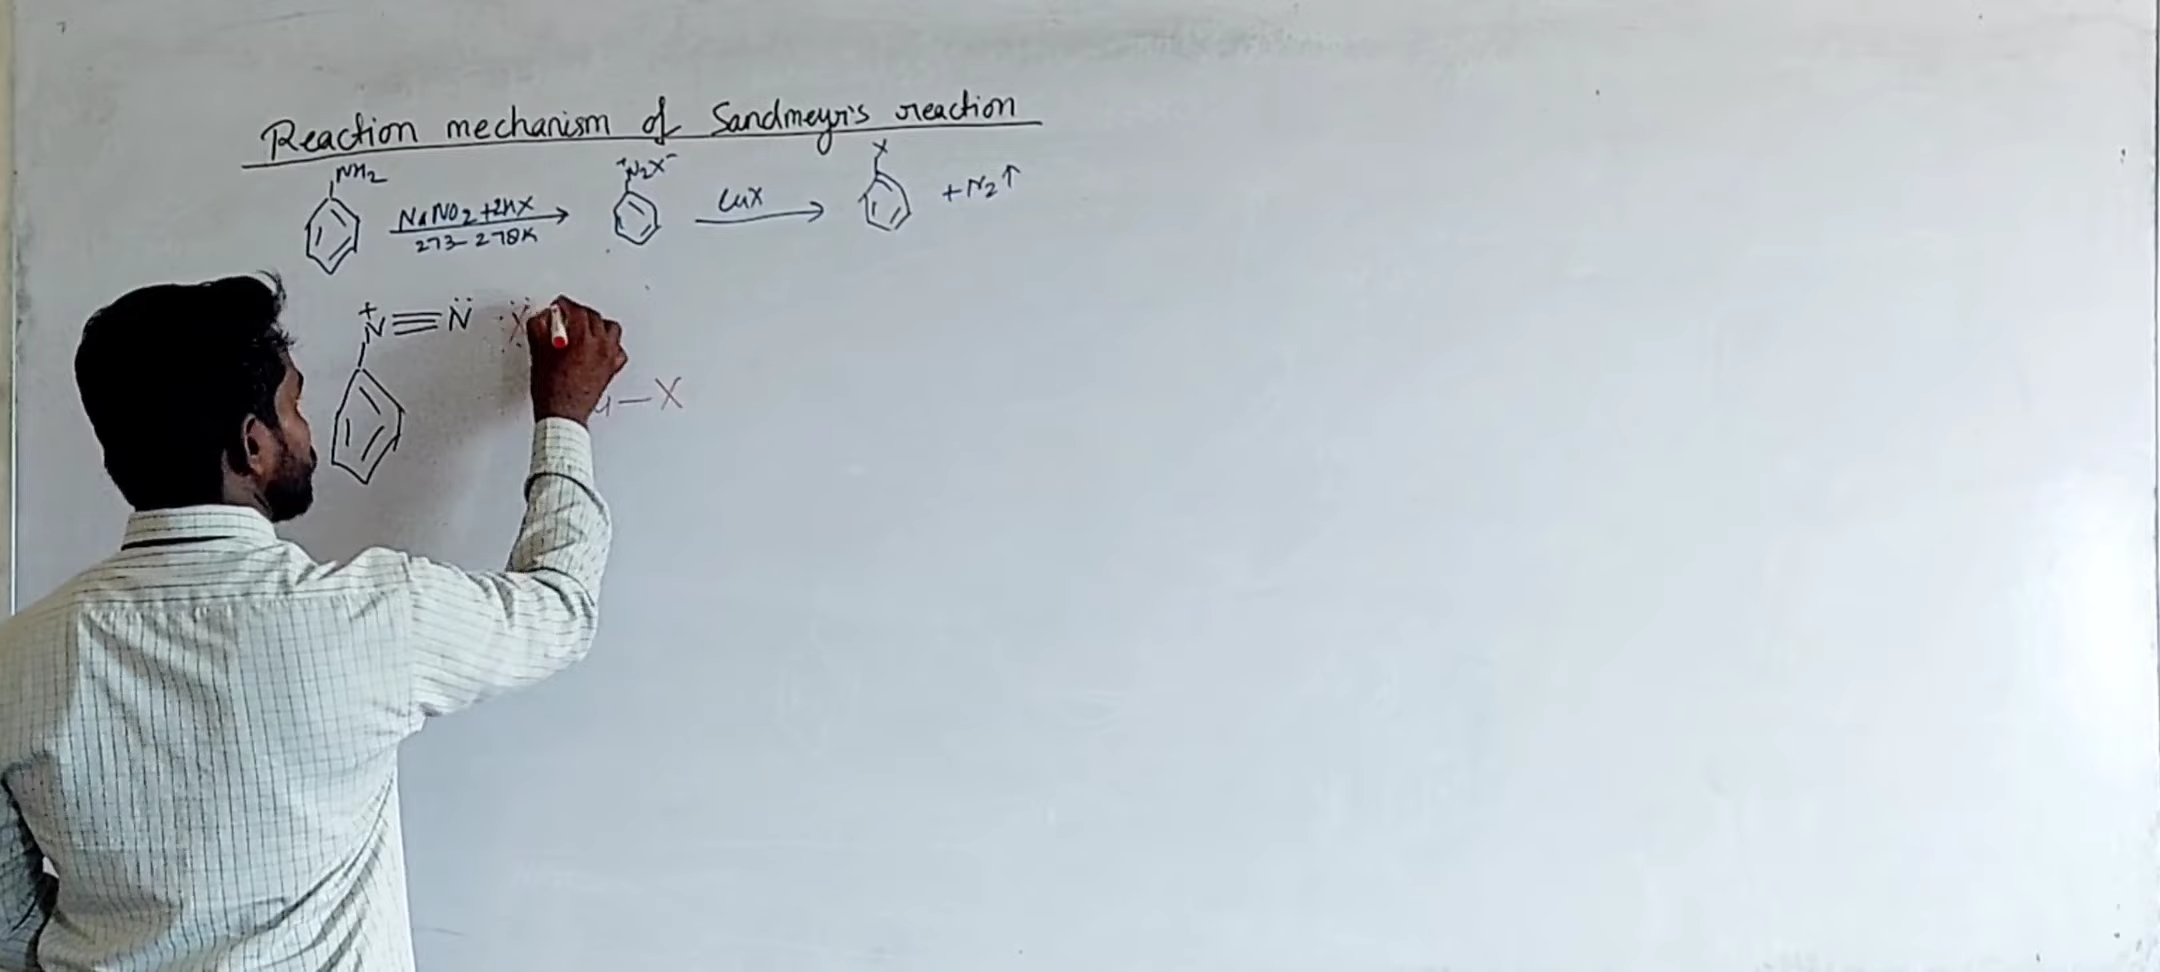 Reaction mechanism of Sandmeyr's reaction
NH2 NaNO2+2HX 273-278K +N2X- CuX X +N2↑
+N≡N̈ :Ẍ
-X